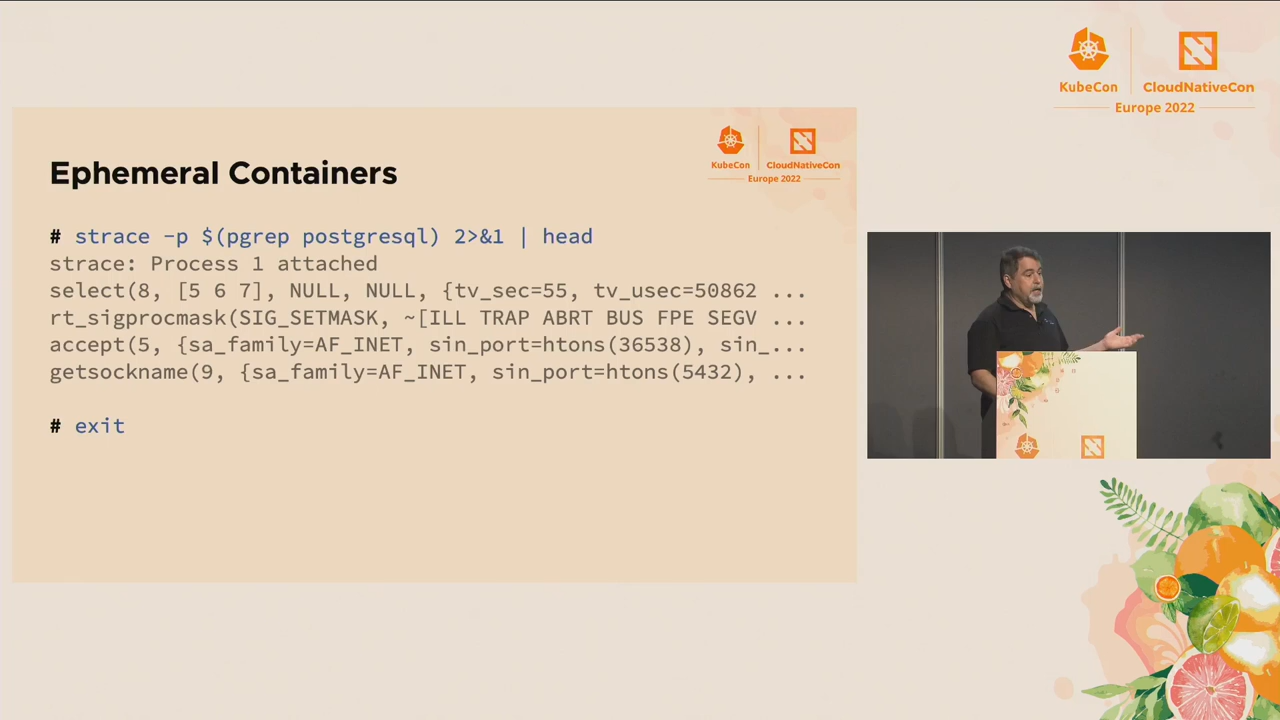 KubeCon
CloudNativeCon
Europe 2022
KubeCon
CloudNativeCon
Europe 2022
Ephemeral Containers
# strace -p $(pgrep postgresql) 2>&1 | head
strace: Process 1 attached
select(8, [5 6 7], NULL, NULL, {tv_sec=55, tv_usec=50862 ...
rt_sigprocmask(SIG_SETMASK, ~[ILL TRAP ABRT BUS FPE SEGV ...
accept(5, {sa_family=AF_INET, sin_port=htons(36538), sin_...
getsockname(9, {sa_family=AF_INET, sin_port=htons(5432), ...
# exit